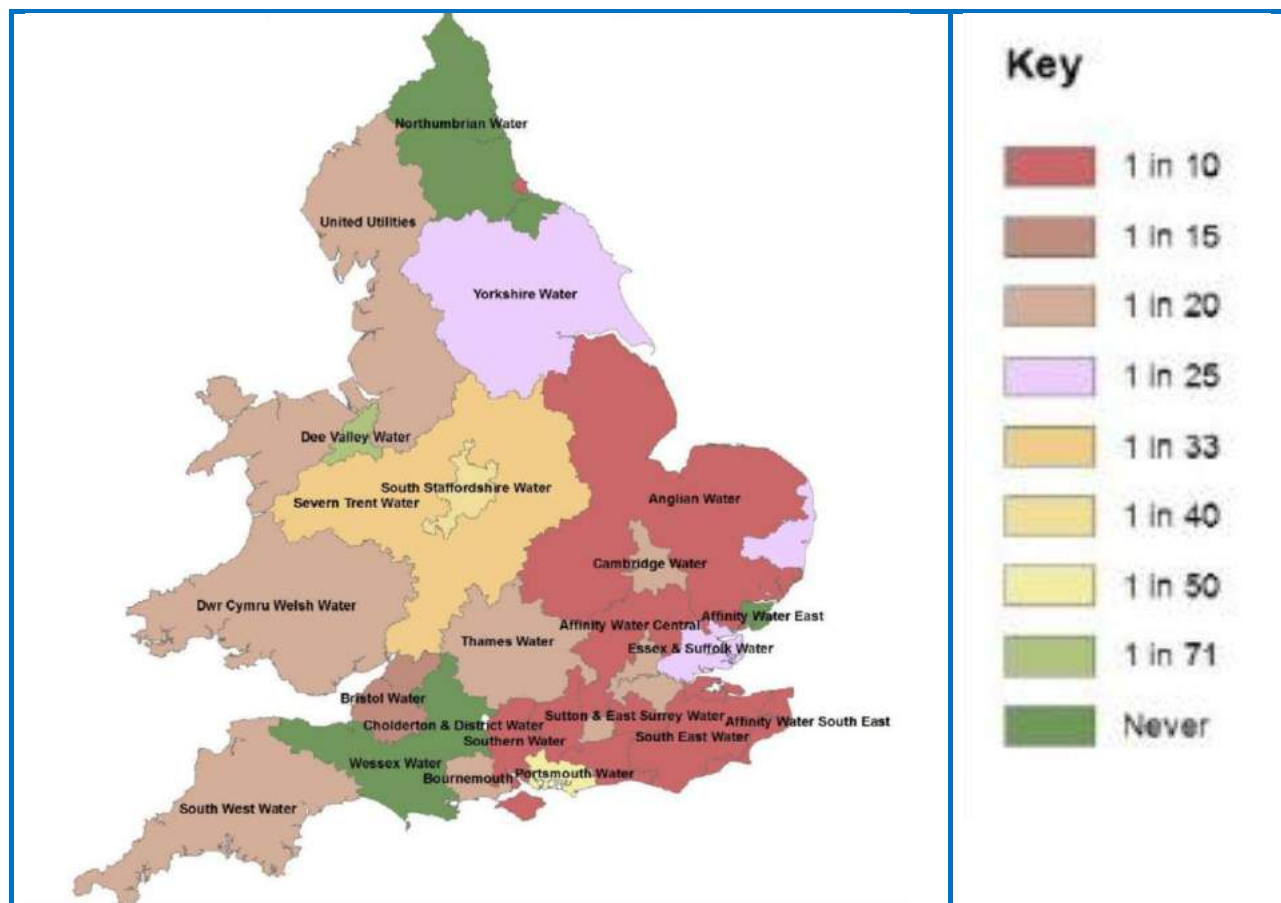 Northumbrian Water
United Utilities
Yorkshire Water
Dee Valley Water
South Staffordshire Water
Severn Trent Water
Anglian Water
Cambridge Water
Dwr Cymru Welsh Water
Affinity Water East
Affinity Water Central
Thames Water
Essex & Suffolk Water
Bristol Water
Cholderton & District Water
Sutton & East Surrey Water
Affinity Water South East
Southern Water
South East Water
Wessex Water
Bournemouth
Portsmouth Water
South West Water
Key
1 in 10
1 in 15
1 in 20
1 in 25
1 in 33
1 in 40
1 in 50
1 in 71
Never